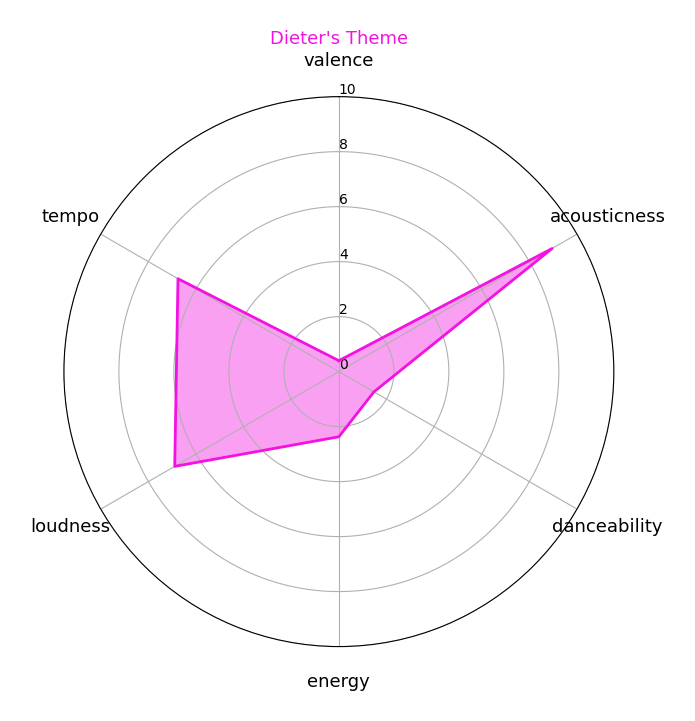 Dieter's Theme
valence
10
8
6
4
2
0
tempo
acousticness
loudness
danceability
energy